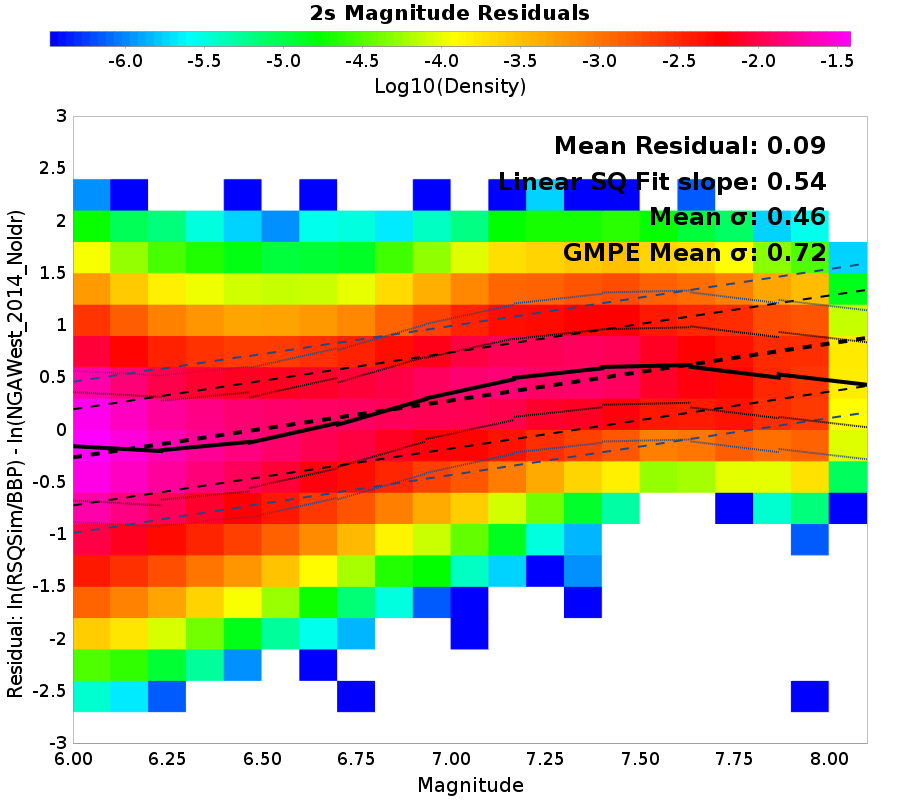 2s Magnitude Residuals
-6.0 -5.5 -5.0 -4.5 -4.0 -3.5 -3.0 -2.5 -2.0 -1.5
Log10(Density)
Mean Residual: 0.09
Linear SQ Fit slope: 0.54
Mean σ: 0.46
GMPE Mean σ: 0.72
Residual: ln(RSQSim/BBP) - ln(NGAWest_2014_NoIdr)
3
2.5
2
1.5
1
0.5
0
-0.5
-1
-1.5
-2
-2.5
-3
6.00 6.25 6.50 6.75 7.00 7.25 7.50 7.75 8.00
Magnitude